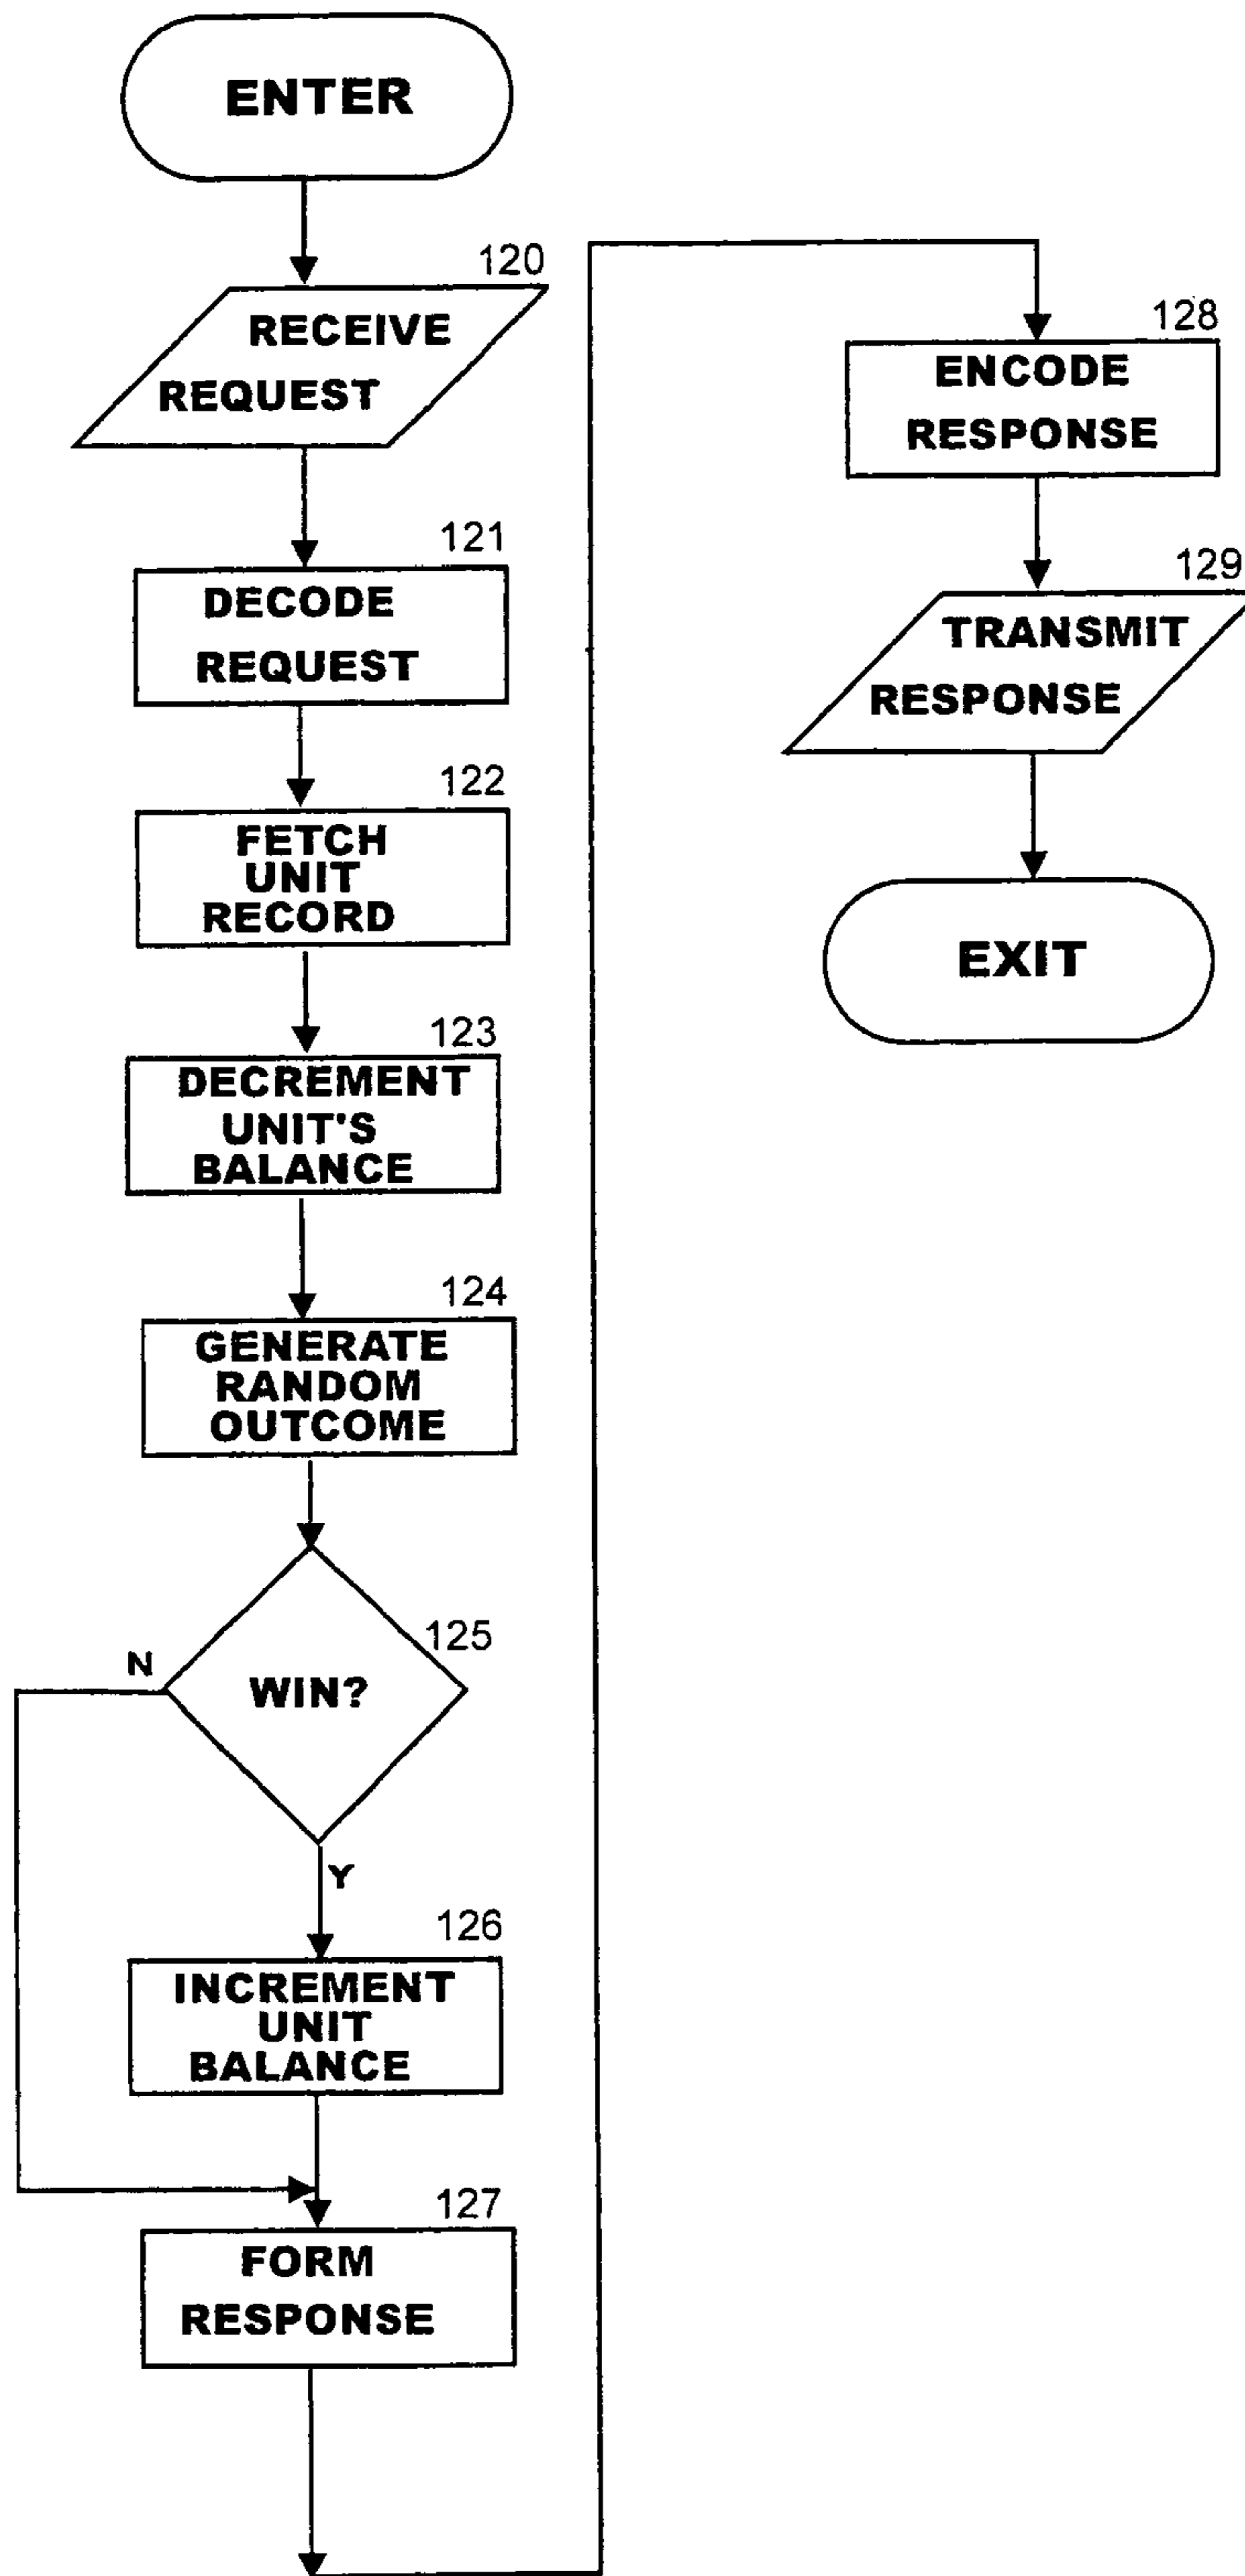 ENTER
120
RECEIVE
REQUEST
121
DECODE
REQUEST
122
FETCH
UNIT
RECORD
123
DECREMENT
UNIT'S
BALANCE
124
GENERATE
RANDOM
OUTCOME
125
N
WIN?
Y
126
INCREMENT
UNIT
BALANCE
127
FORM
RESPONSE
128
ENCODE
RESPONSE
129
TRANSMIT
RESPONSE
EXIT